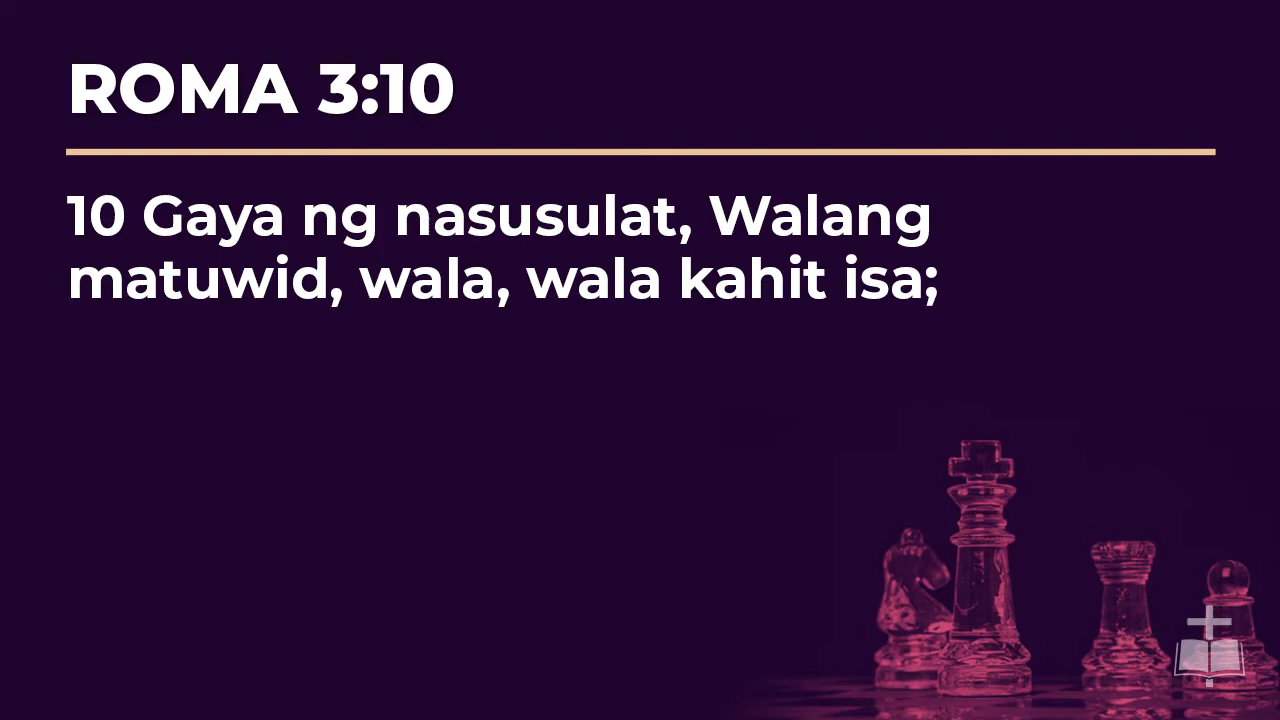 ROMA 3:10
10 Gaya ng nasusulat, Walang
matuwid, wala, wala kahit isa;